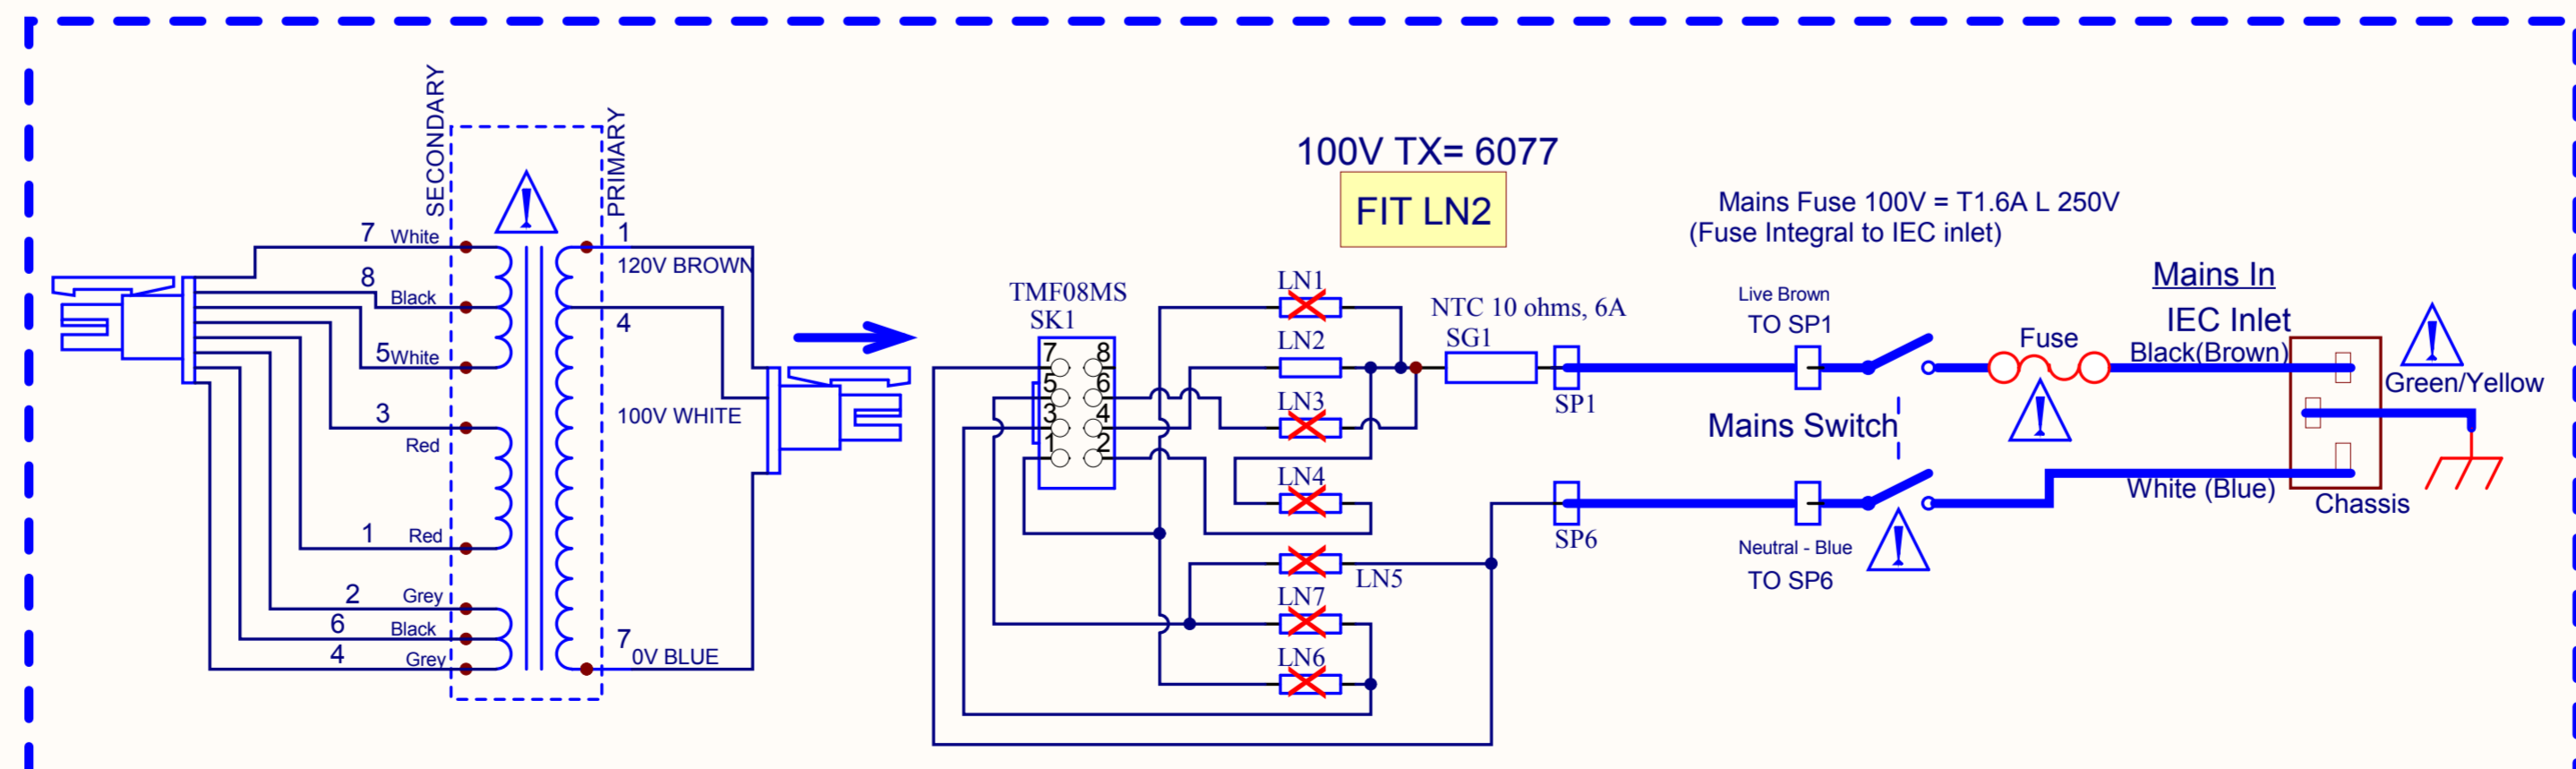 SECONDARY
PRIMARY
7 White
8
Black
5 White
3
Red
1 Red
2 Grey
6 Black
4 Grey
1
120V BROWN
4
100V WHITE
7
0V BLUE
100V TX= 6077
FIT LN2
TMF08MS
SK1
7 8
5 6
3 4
1 2
LN1
LN2
LN3
LN4
LN5
LN7
LN6
NTC 10 ohms, 6A
SG1
SP1
SP6
Mains Fuse 100V = T1.6A L 250V
(Fuse Integral to IEC inlet)
Live Brown
TO SP1
Mains Switch
Neutral - Blue
TO SP6
Fuse
Mains In
IEC Inlet
Black(Brown)
Green/Yellow
White (Blue)
Chassis